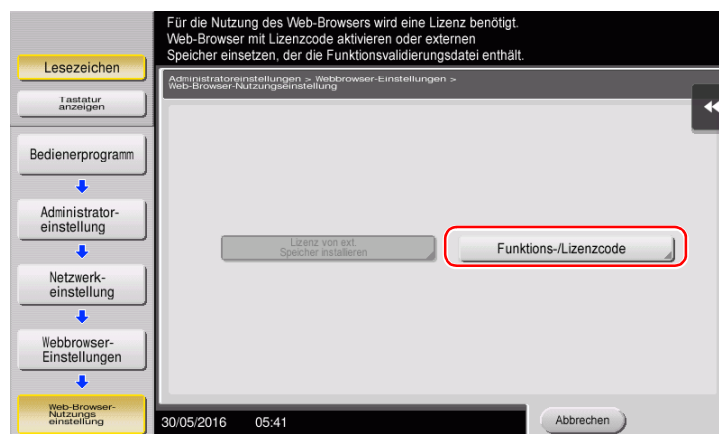 Für die Nutzung des Web-Browsers wird eine Lizenz benötigt.
Web-Browser mit Lizenzcode aktivieren oder externen
Speicher einsetzen, der die Funktionsvalidierungsdatei enthält.
Lesezeichen
Tastatur
anzeigen
Administratoreinstellungen > Webbrowser-Einstellungen >
Web-Browser-Nutzungseinstellung
Bedienerprogramm
Administrator-
einstellung
Netzwerk-
einstellung
Webbrowser-
Einstellungen
Web-Browser-
Nutzungs
einstellung
Lizenz von ext.
Speicher installieren
Funktions-/Lizenzcode
30/05/2016 05:41
Abbrechen